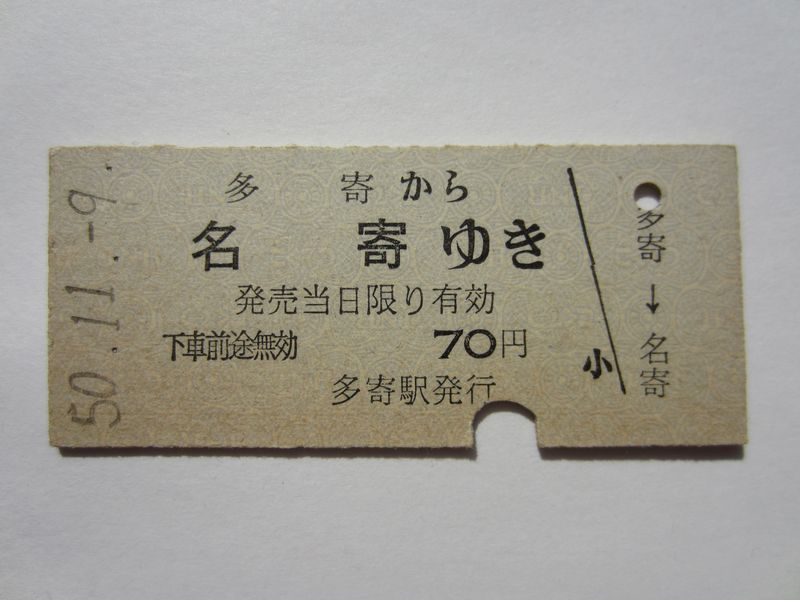 50.11.-9.
多寄から
名寄ゆき
発売当日限り有効
下車前途無効 70円
多寄駅発行
小
多寄→名寄